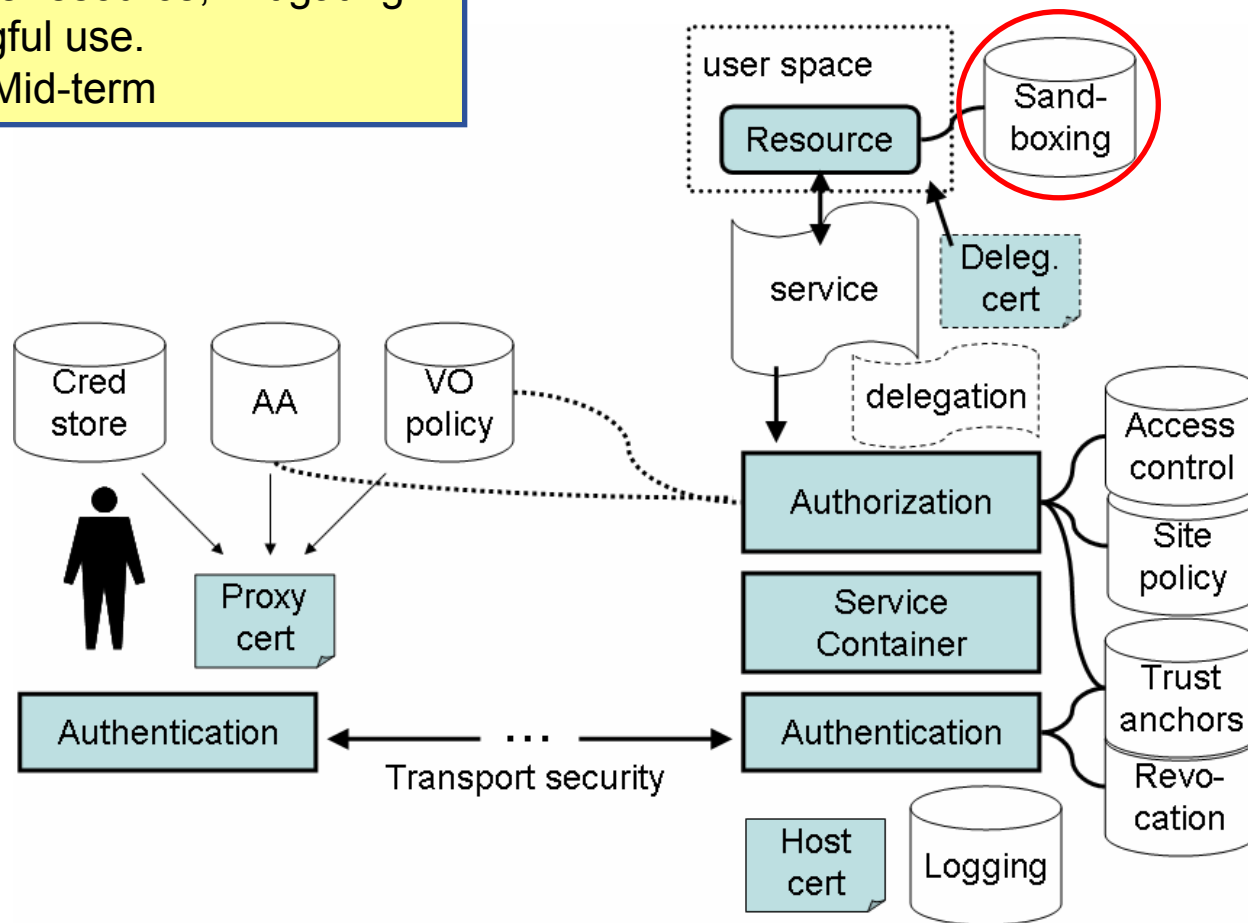 gful use.
Mid-term
user space
Resource
Sand-
boxing
service
Deleg.
cert
delegation
Cred
store
AA
VO
policy
Proxy
cert
Authorization
Access
control
Site
policy
Service
Container
Trust
anchors
Authentication
Authentication
...
Transport security
Revo-
cation
Host
cert
Logging